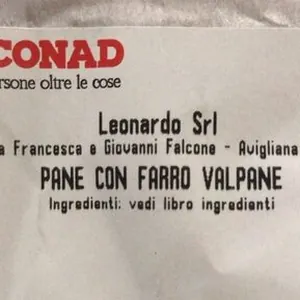 CONAD
rsone oltre le cose
Leonardo Srl
a Francesca e Giovanni Falcone - Avigliana
PANE CON FARRO VALPANE
Ingredienti: vedi libro ingredienti